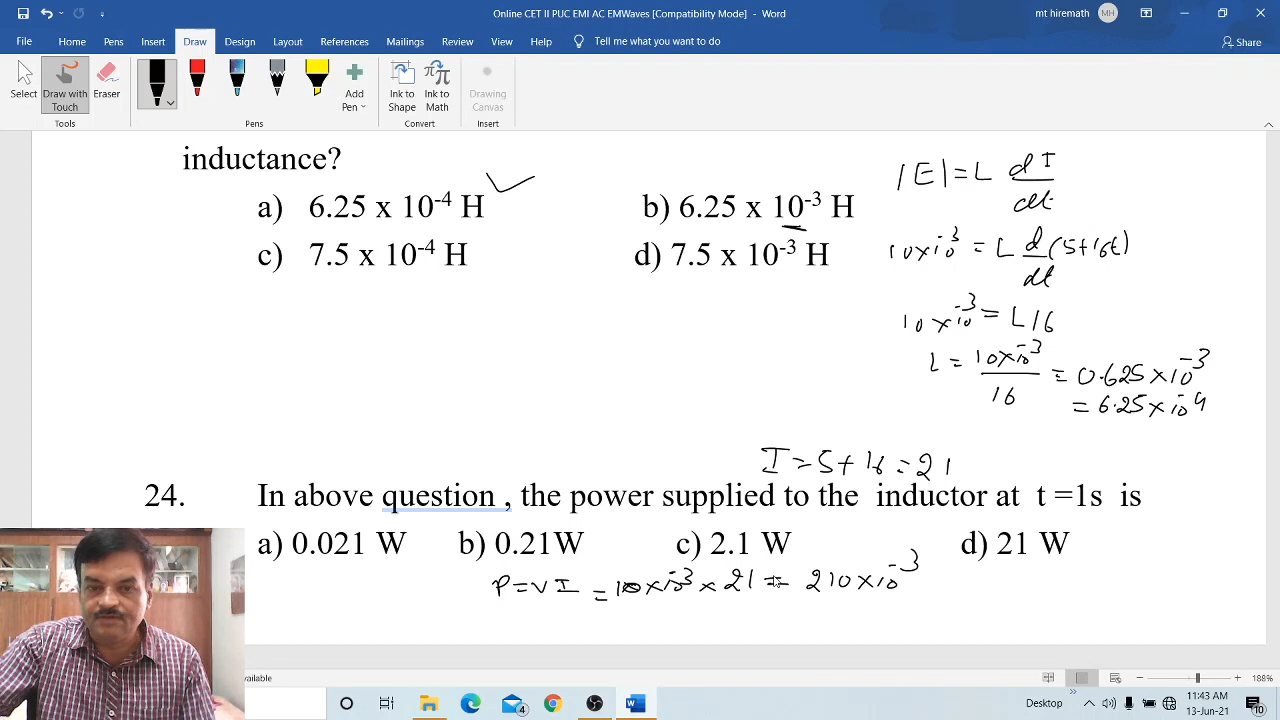 Online CET II PUC EMI AC EMWaves [Compatibility Mode] - Word
mt hiremath MH
File Home Insert Draw Design Layout References Mailings Review View Help Tell me what you want to do Share
Select Draw with Touch Eraser Add Pen Ink to Shape Ink to Math Drawing Canvas
Tools Pens Convert Insert
inductance?
a) 6.25 x 10⁻⁴ H b) 6.25 x 10⁻³ H
c) 7.5 x 10⁻⁴ H d) 7.5 x 10⁻³ H
|E| = L dI/dt
10×10⁻³ = L d/dt (5+16t)
10×10⁻³ = L16
L = 10×10⁻³/16 = 0.625×10⁻³
= 6.25×10⁻⁴
I = 5+16 = 21
24. In above question , the power supplied to the inductor at t =1s is
a) 0.021 W b) 0.21W c) 2.1 W d) 21 W
P = VI = 10×10⁻³ × 21 = 210×10⁻³
vailable
188%
4
Desktop
11:43 AM
13-Jun-21
10